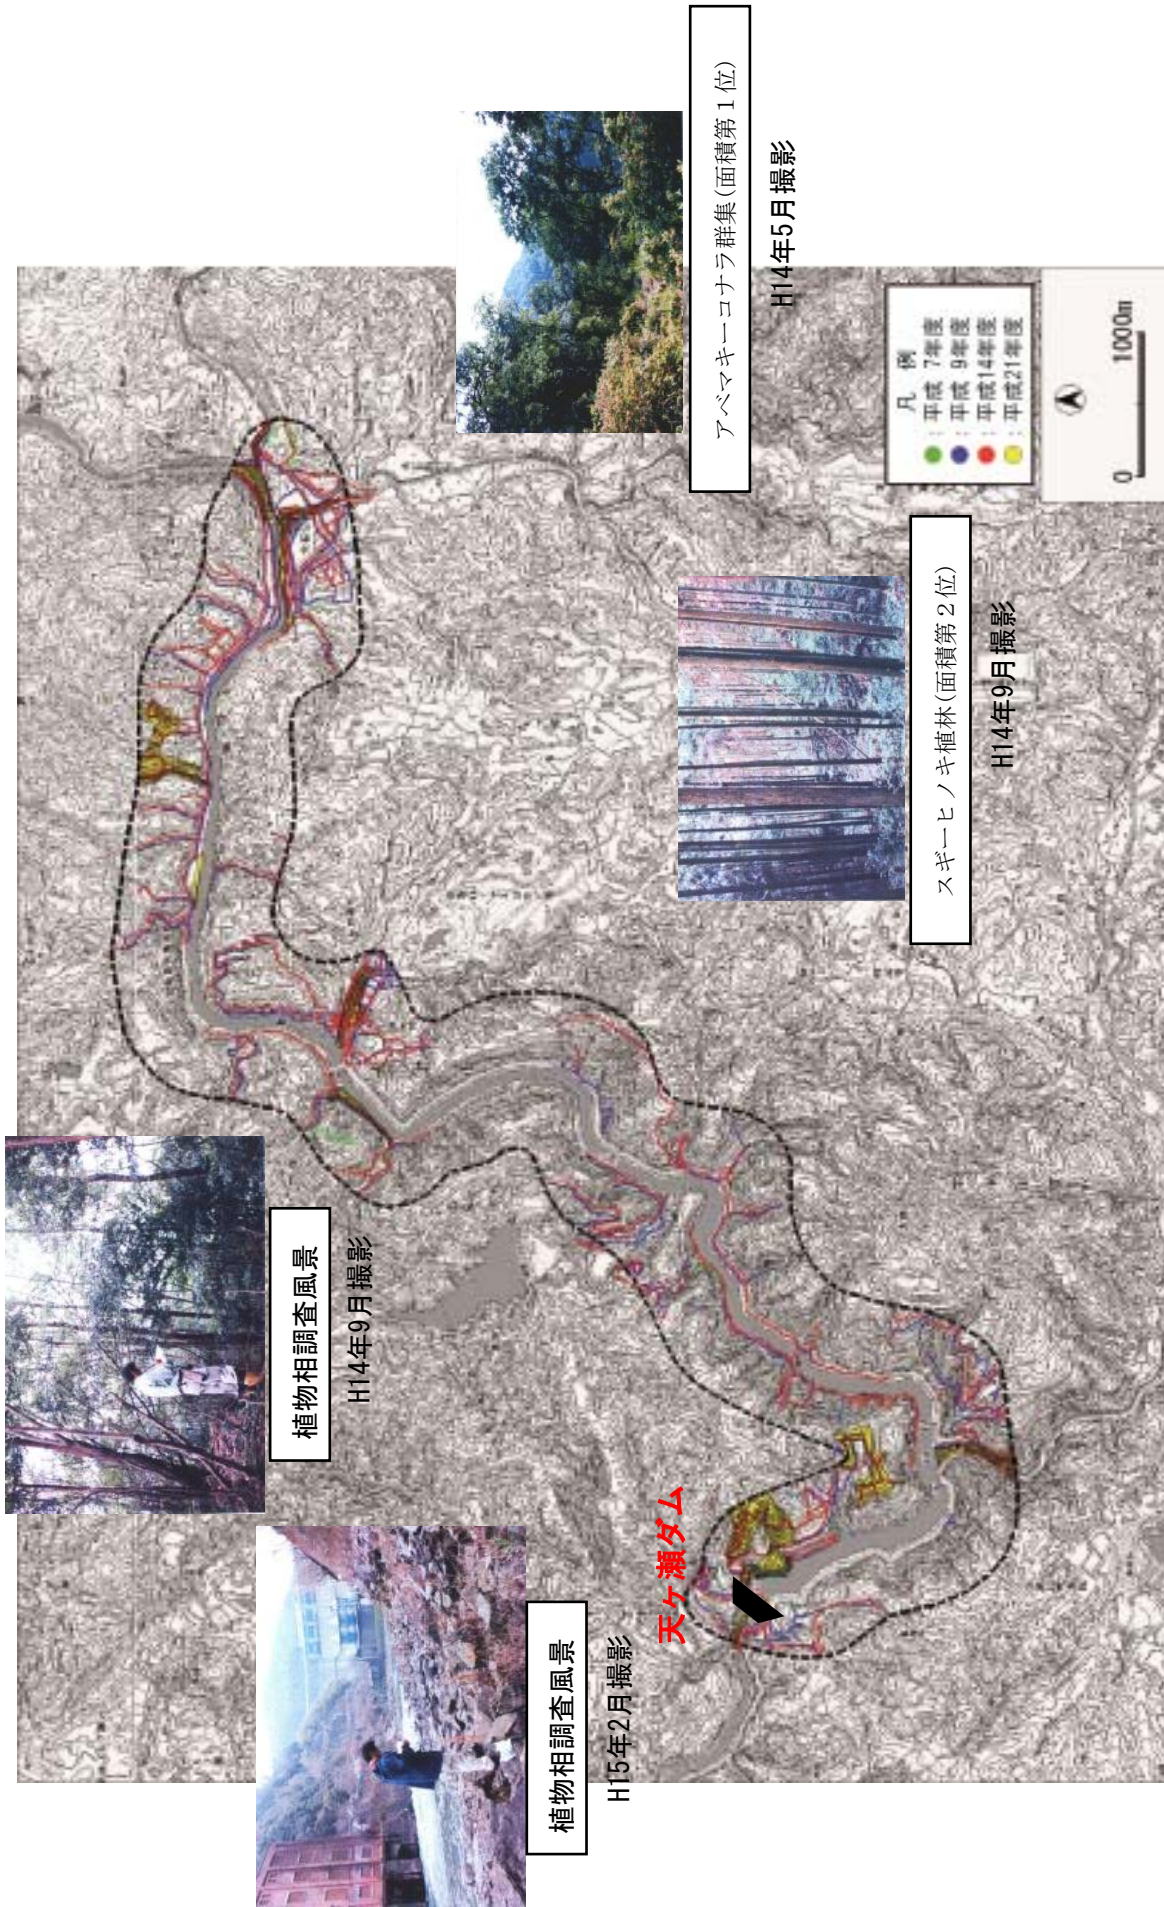 植物相調査風景
H14年9月撮影
植物相調査風景
H15年2月撮影
天ケ瀬ダム
アベマキーコナラ群集(面積第1位)
H14年5月撮影
スギーヒノキ植林(面積第2位)
H14年9月撮影
凡 例
: 平成 7年度
: 平成 9年度
: 平成14年度
: 平成21年度
0 1000m